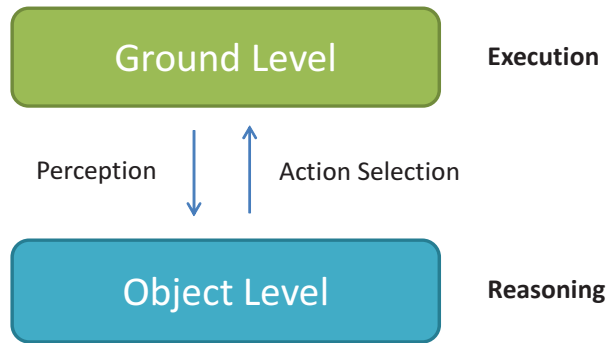 Ground Level
Execution
Perception
Action Selection
Object Level
Reasoning